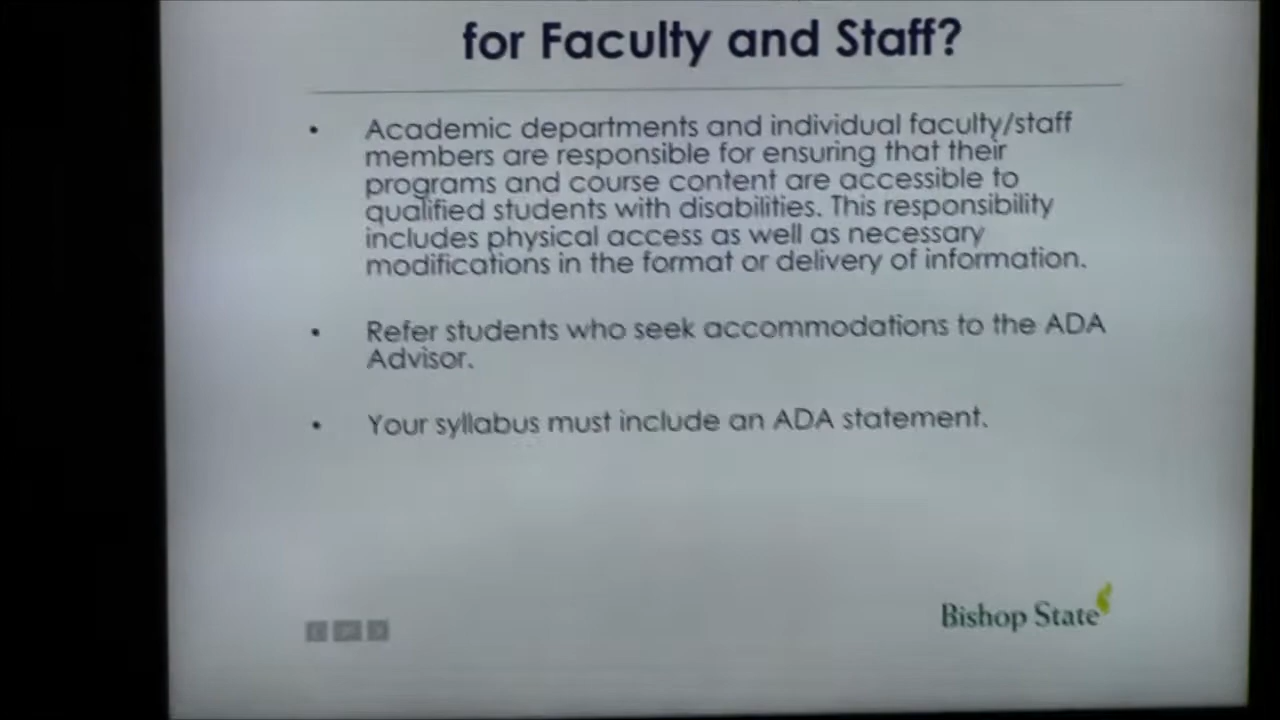 for Faculty and Staff?
• Academic departments and individual faculty/staff
members are responsible for ensuring that their
programs and course content are accessible to
qualified students with disabilities. This responsibility
includes physical access as well as necessary
modifications in the format or delivery of information.
• Refer students who seek accommodations to the ADA
Advisor.
• Your syllabus must include an ADA statement.
Bishop State